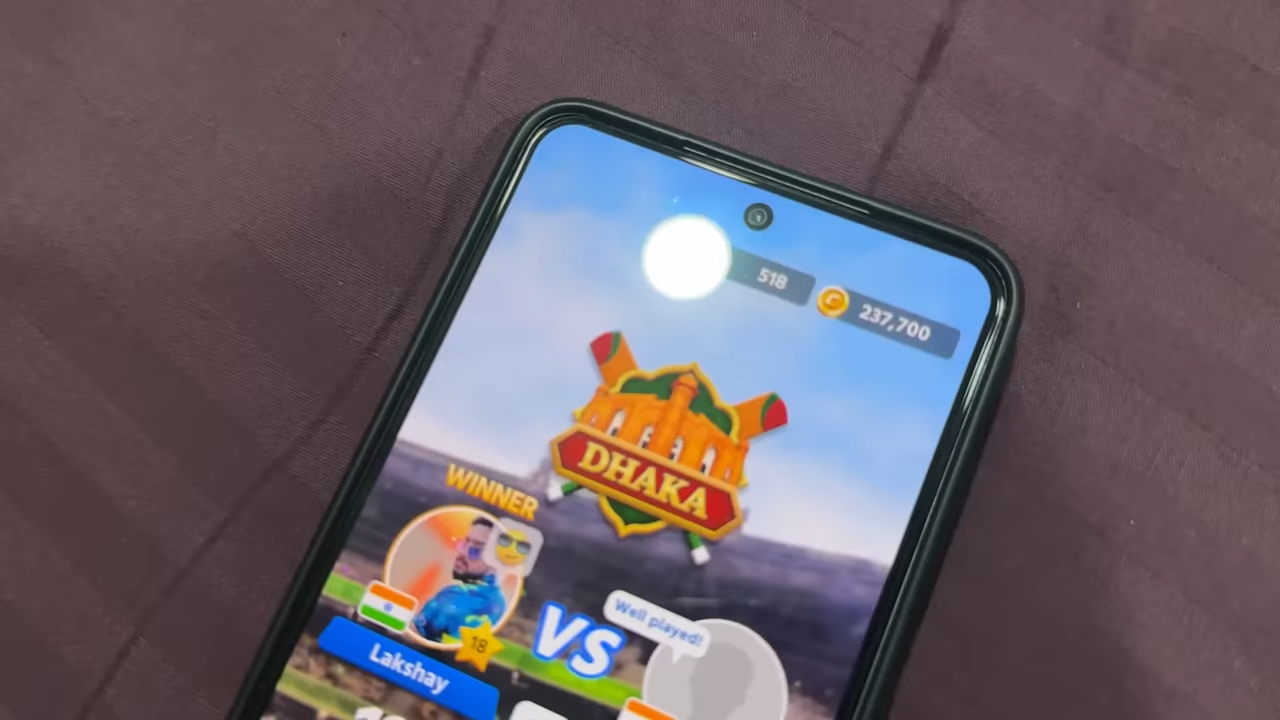 518
237,700
DHAKA
WINNER
Well played!
VS
18
Lakshay